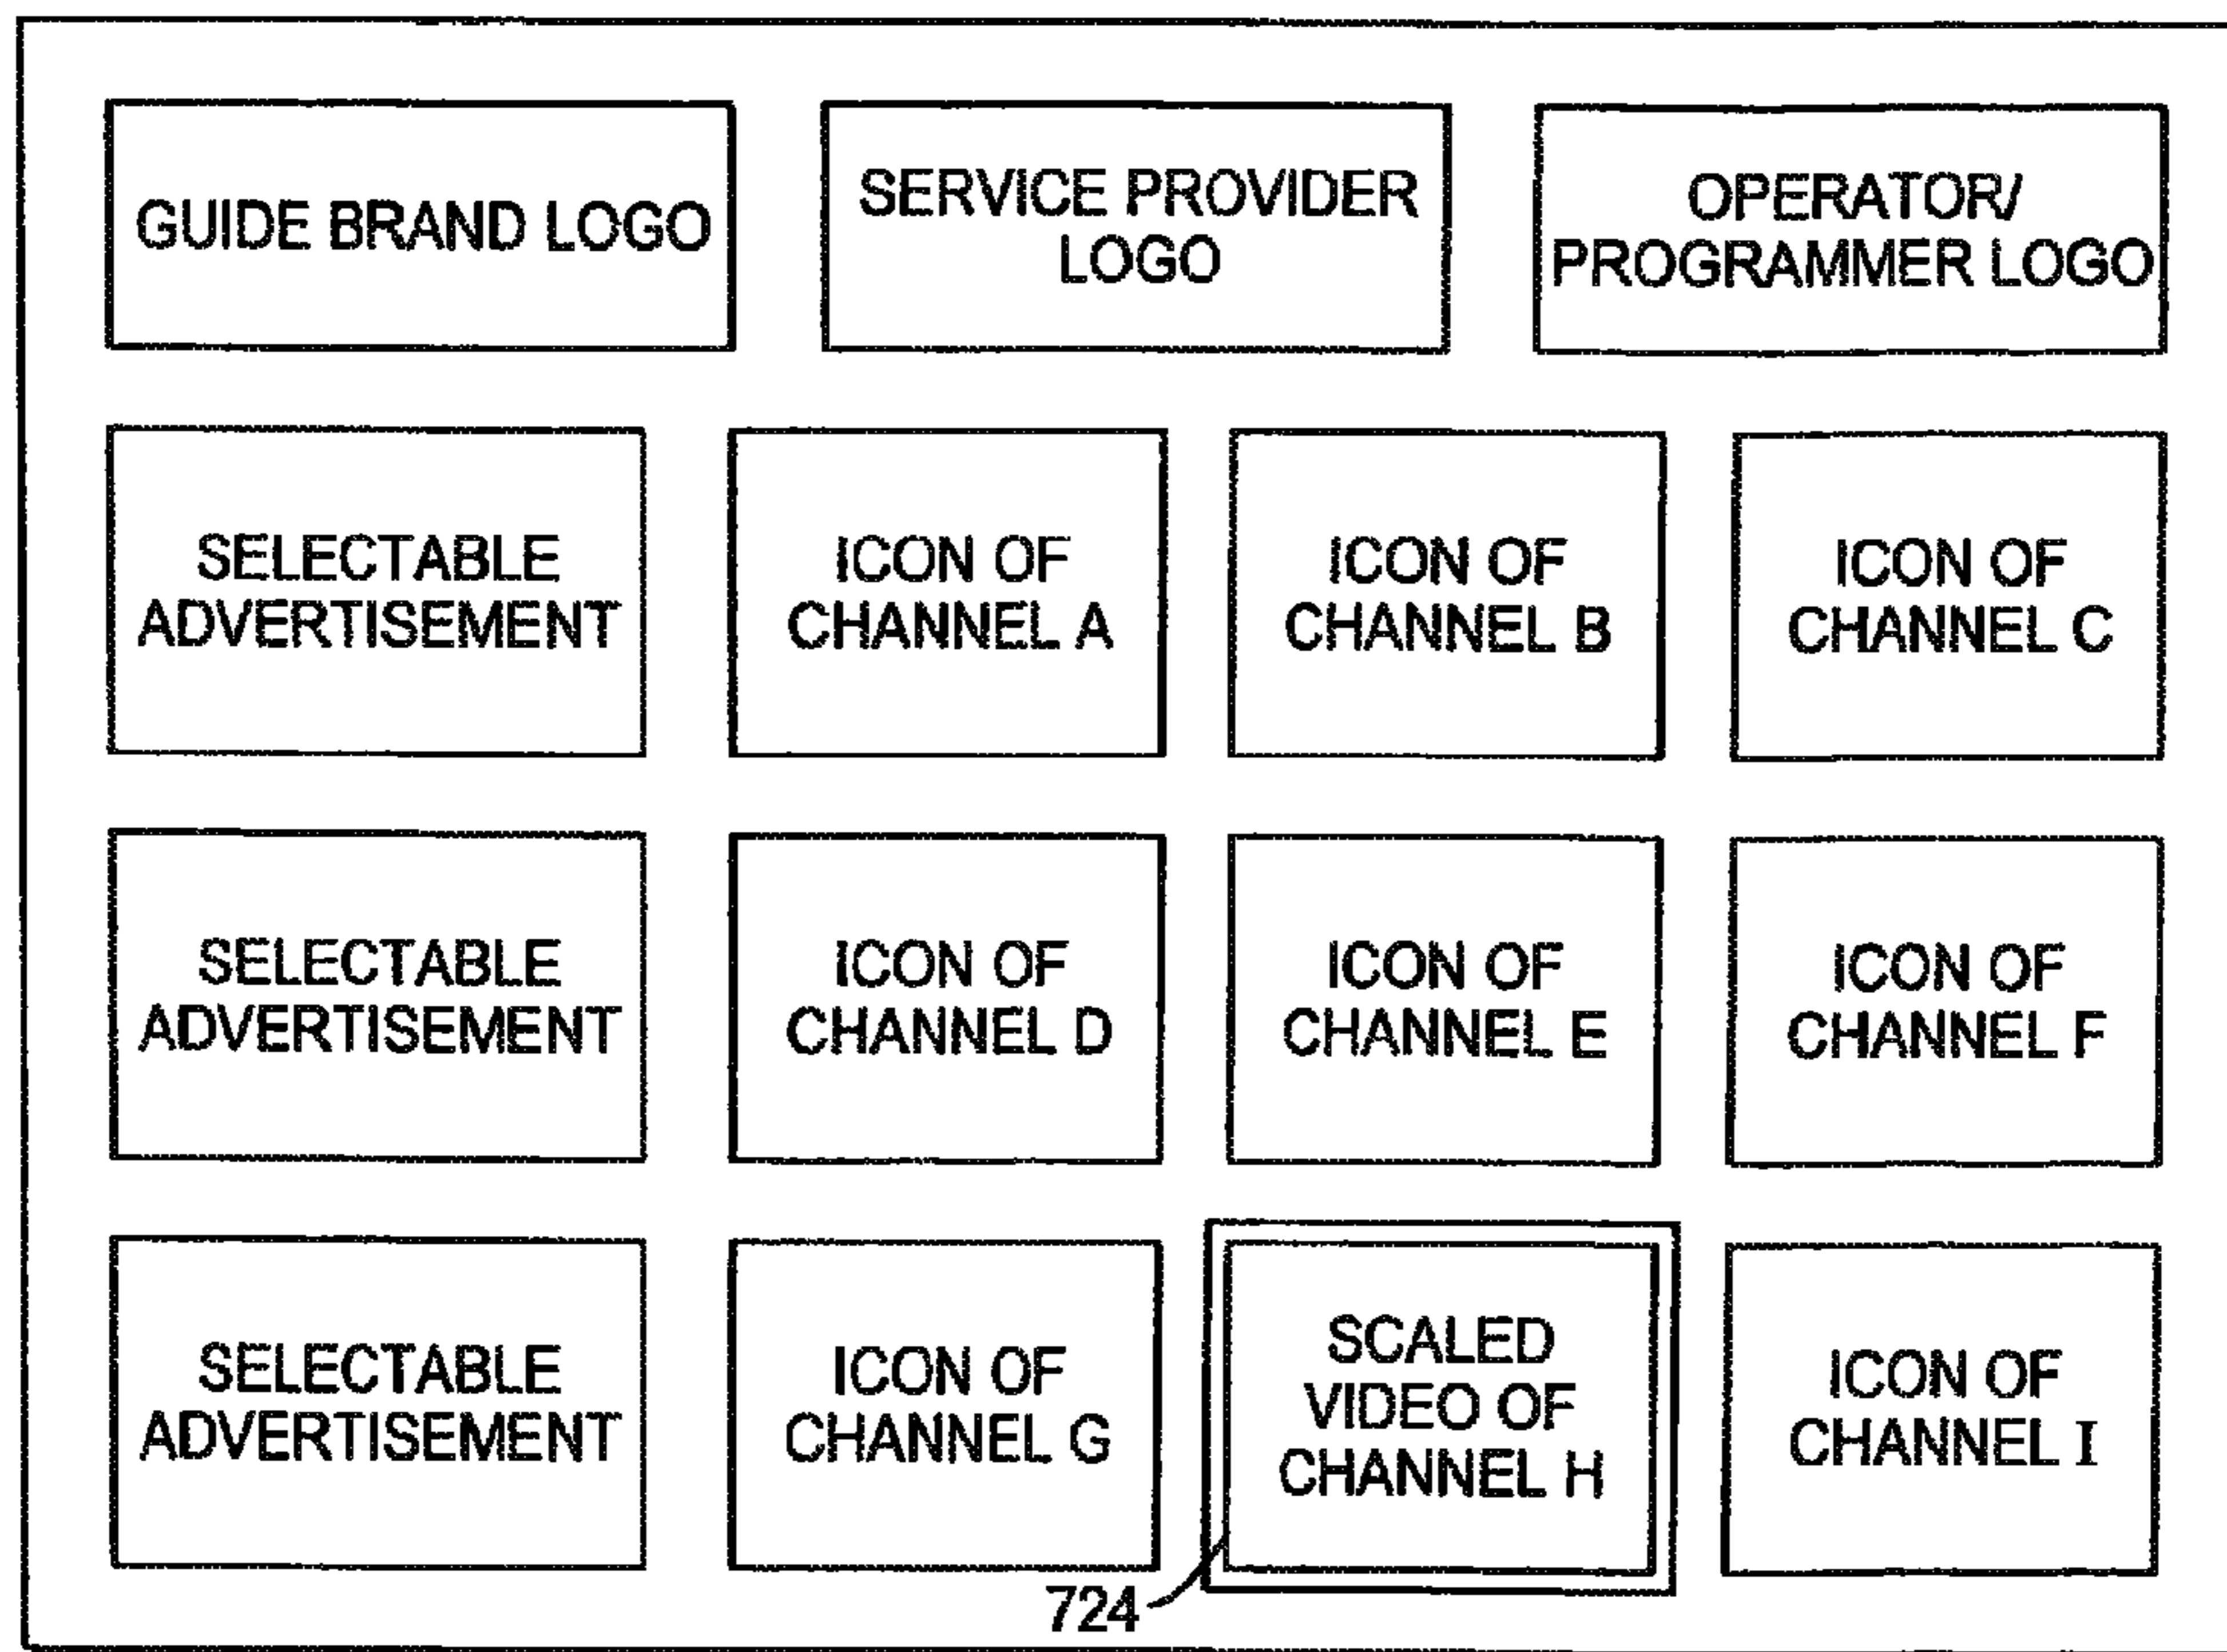 GUIDE BRAND LOGO
SERVICE PROVIDER
LOGO
OPERATOR/
PROGRAMMER LOGO
SELECTABLE
ADVERTISEMENT
ICON OF
CHANNEL A
ICON OF
CHANNEL B
ICON OF
CHANNEL C
SELECTABLE
ADVERTISEMENT
ICON OF
CHANNEL D
ICON OF
CHANNEL E
ICON OF
CHANNEL F
SELECTABLE
ADVERTISEMENT
ICON OF
CHANNEL G
SCALED
VIDEO OF
CHANNEL H
ICON OF
CHANNEL I
724